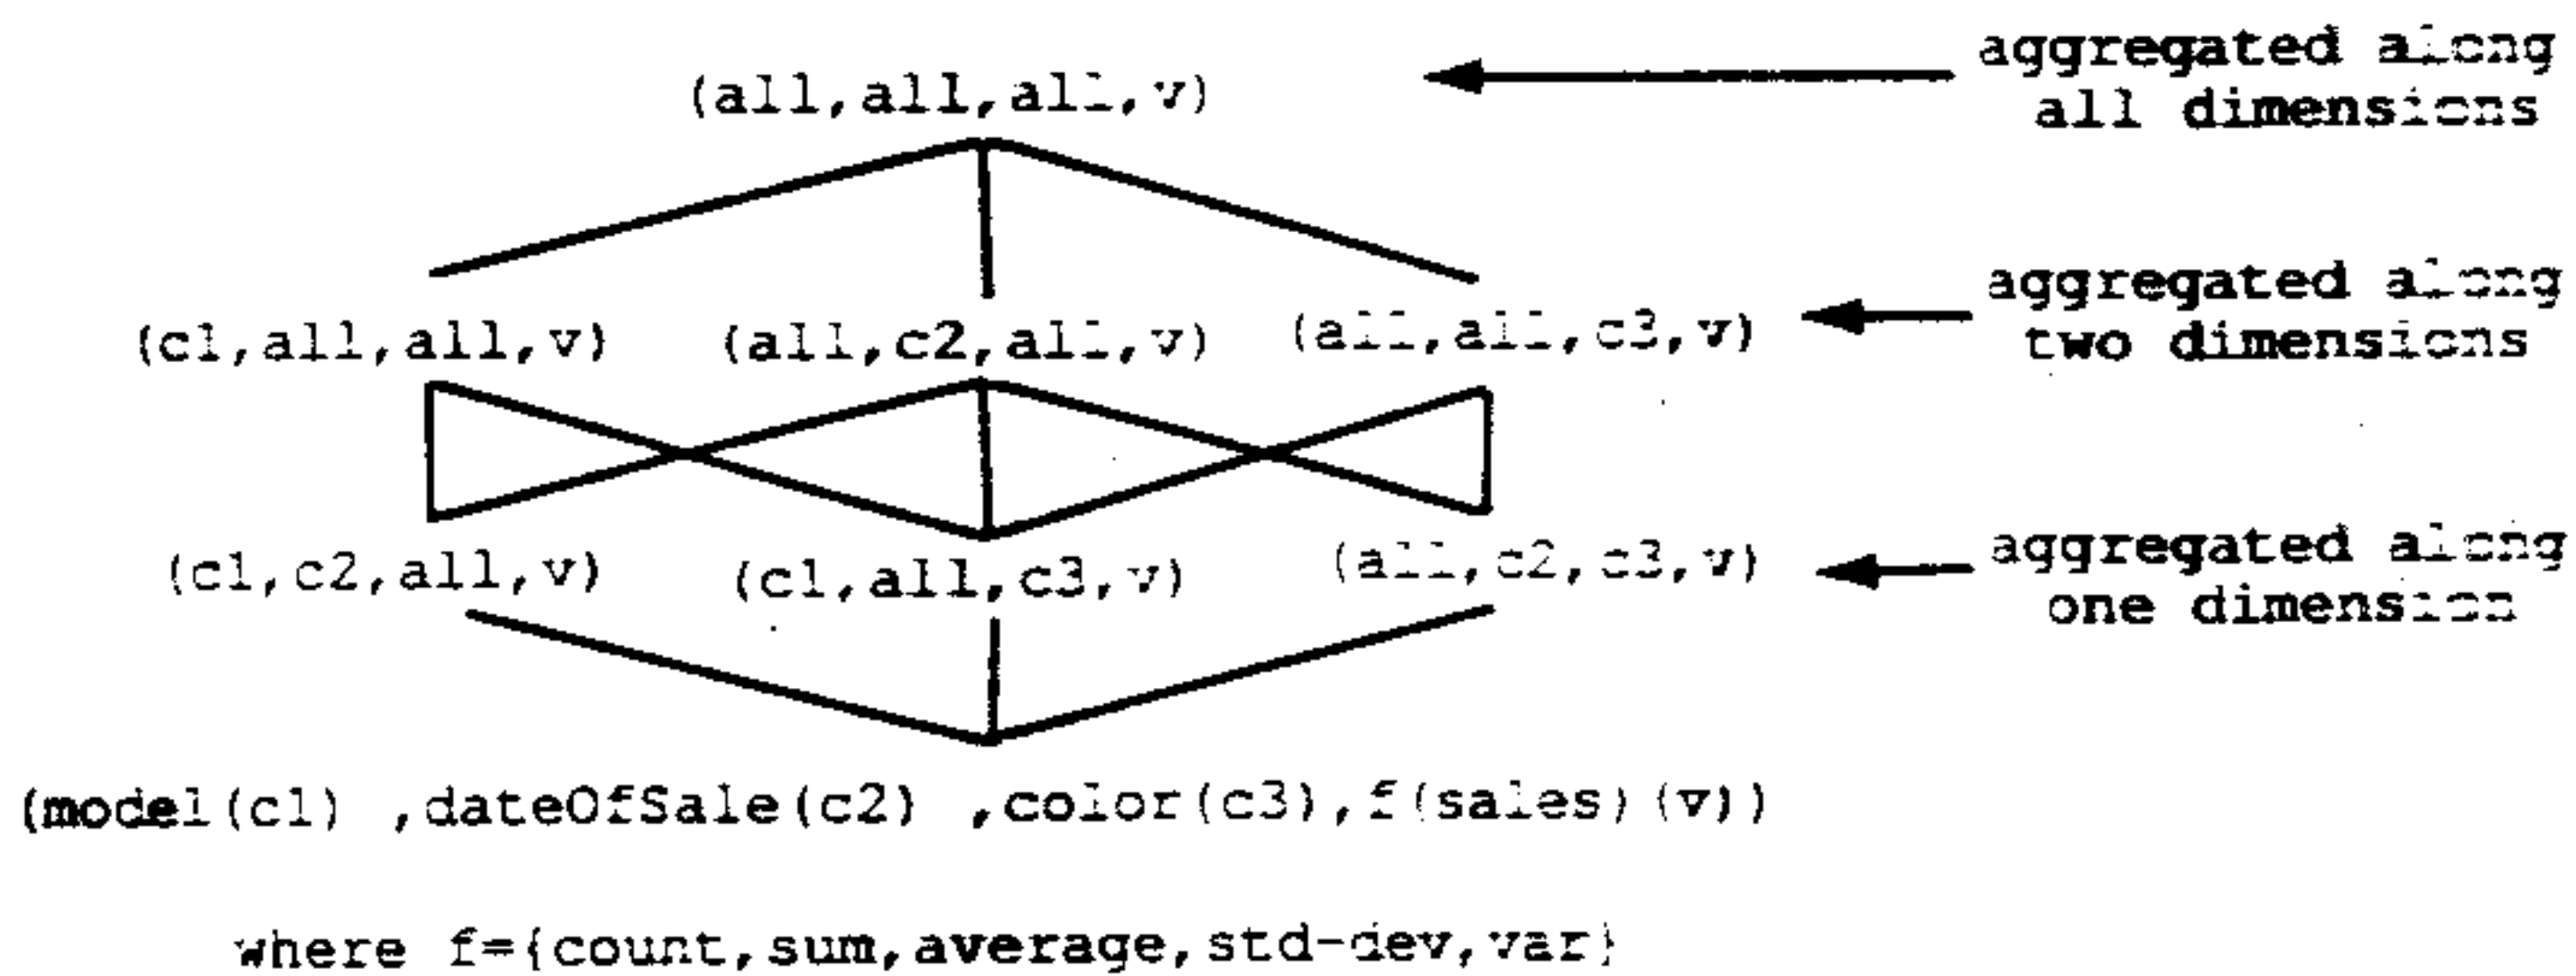 (all,all,all,v)
aggregated along
all dimensions
(c1,all,all,v)
(all,c2,all,v)
(all,all,c3,v)
aggregated along
two dimensions
(c1,c2,all,v)
(c1,all,c3,v)
(all,c2,c3,v)
aggregated along
one dimension
(model(c1) ,dateOfSale(c2) ,color(c3),f(sales)(v))
where f={count,sum,average,std-dev,var}